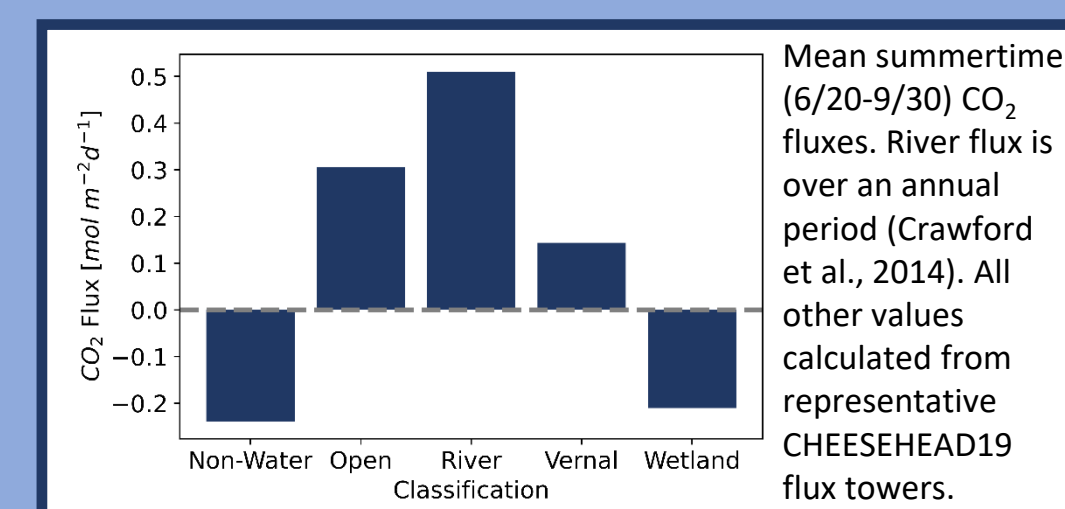 Mean summertime
(6/20-9/30) CO₂
fluxes. River flux is
over an annual
period (Crawford
et al., 2014). All
other values
calculated from
representative
CHEESEHEAD19
flux towers.
CO₂ Flux [mol m⁻²d⁻¹]
0.5
0.4
0.3
0.2
0.1
0.0
−0.1
−0.2
Non-Water Open River Vernal Wetland
Classification